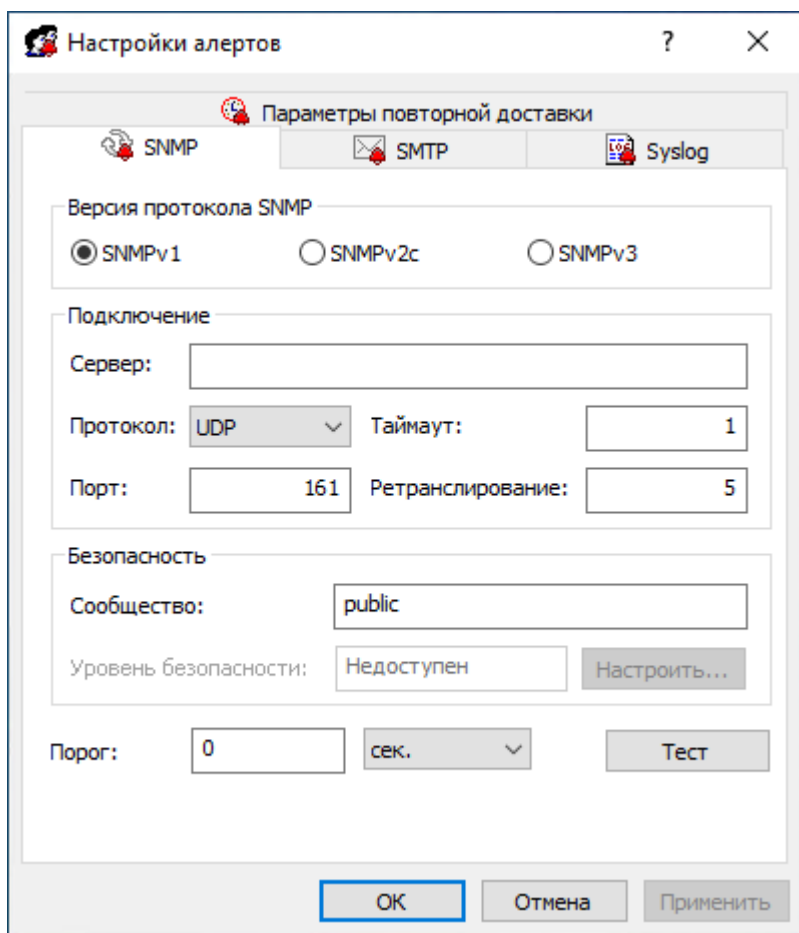 Настройки алертов
?
Параметры повторной доставки
SNMP SMTP Syslog
Версия протокола SNMP
SNMPv1 SNMPv2c SNMPv3
Подключение
Сервер:
Протокол: UDP Таймаут: 1
Порт: 161 Ретранслирование: 5
Безопасность
Сообщество: public
Уровень безопасности: Недоступен Настроить...
Порог: 0 сек. Тест
ОК Отмена Применить